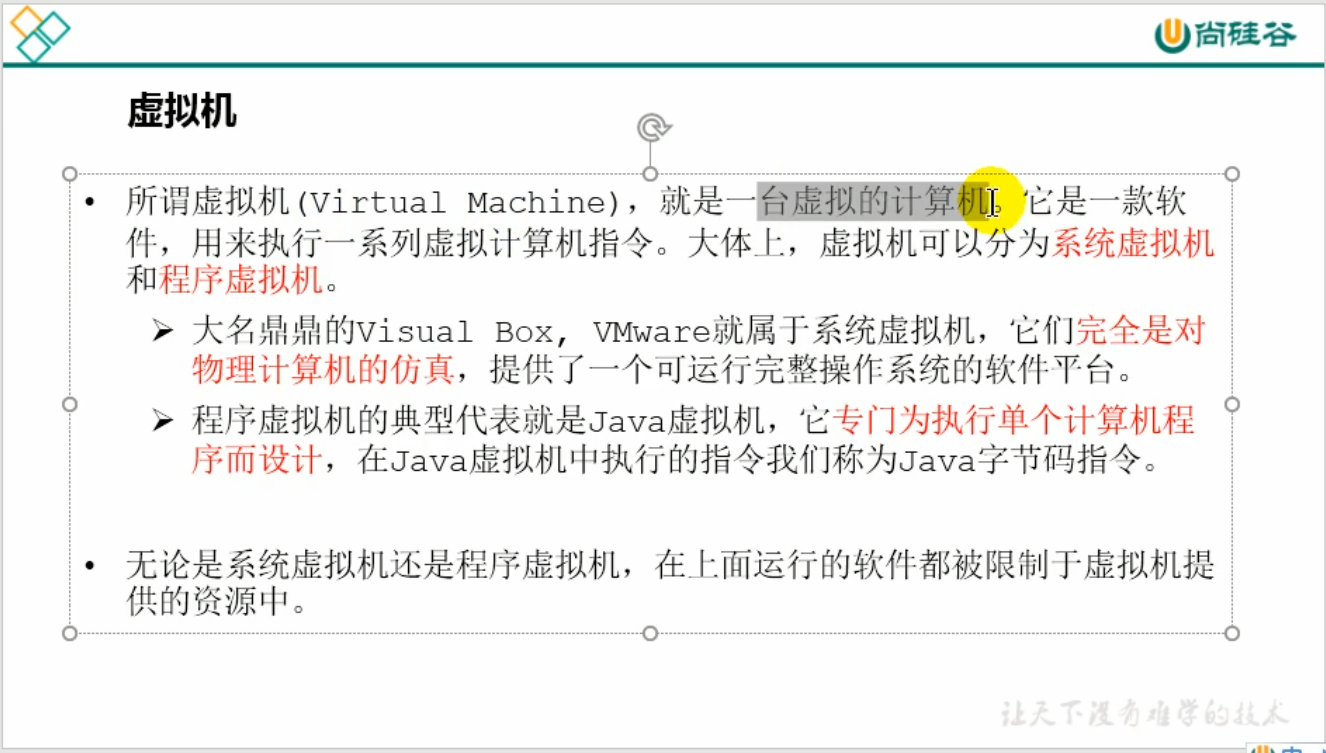 尚硅谷
虚拟机
• 所谓虚拟机(Virtual Machine)，就是一台虚拟的计算机。它是一款软
件，用来执行一系列虚拟计算机指令。大体上，虚拟机可以分为系统虚拟机
和程序虚拟机。
➢ 大名鼎鼎的Visual Box, VMware就属于系统虚拟机，它们完全是对
物理计算机的仿真，提供了一个可运行完整操作系统的软件平台。
➢ 程序虚拟机的典型代表就是Java虚拟机，它专门为执行单个计算机程
序而设计，在Java虚拟机中执行的指令我们称为Java字节码指令。
• 无论是系统虚拟机还是程序虚拟机，在上面运行的软件都被限制于虚拟机提
供的资源中。
让天下没有难学的技术